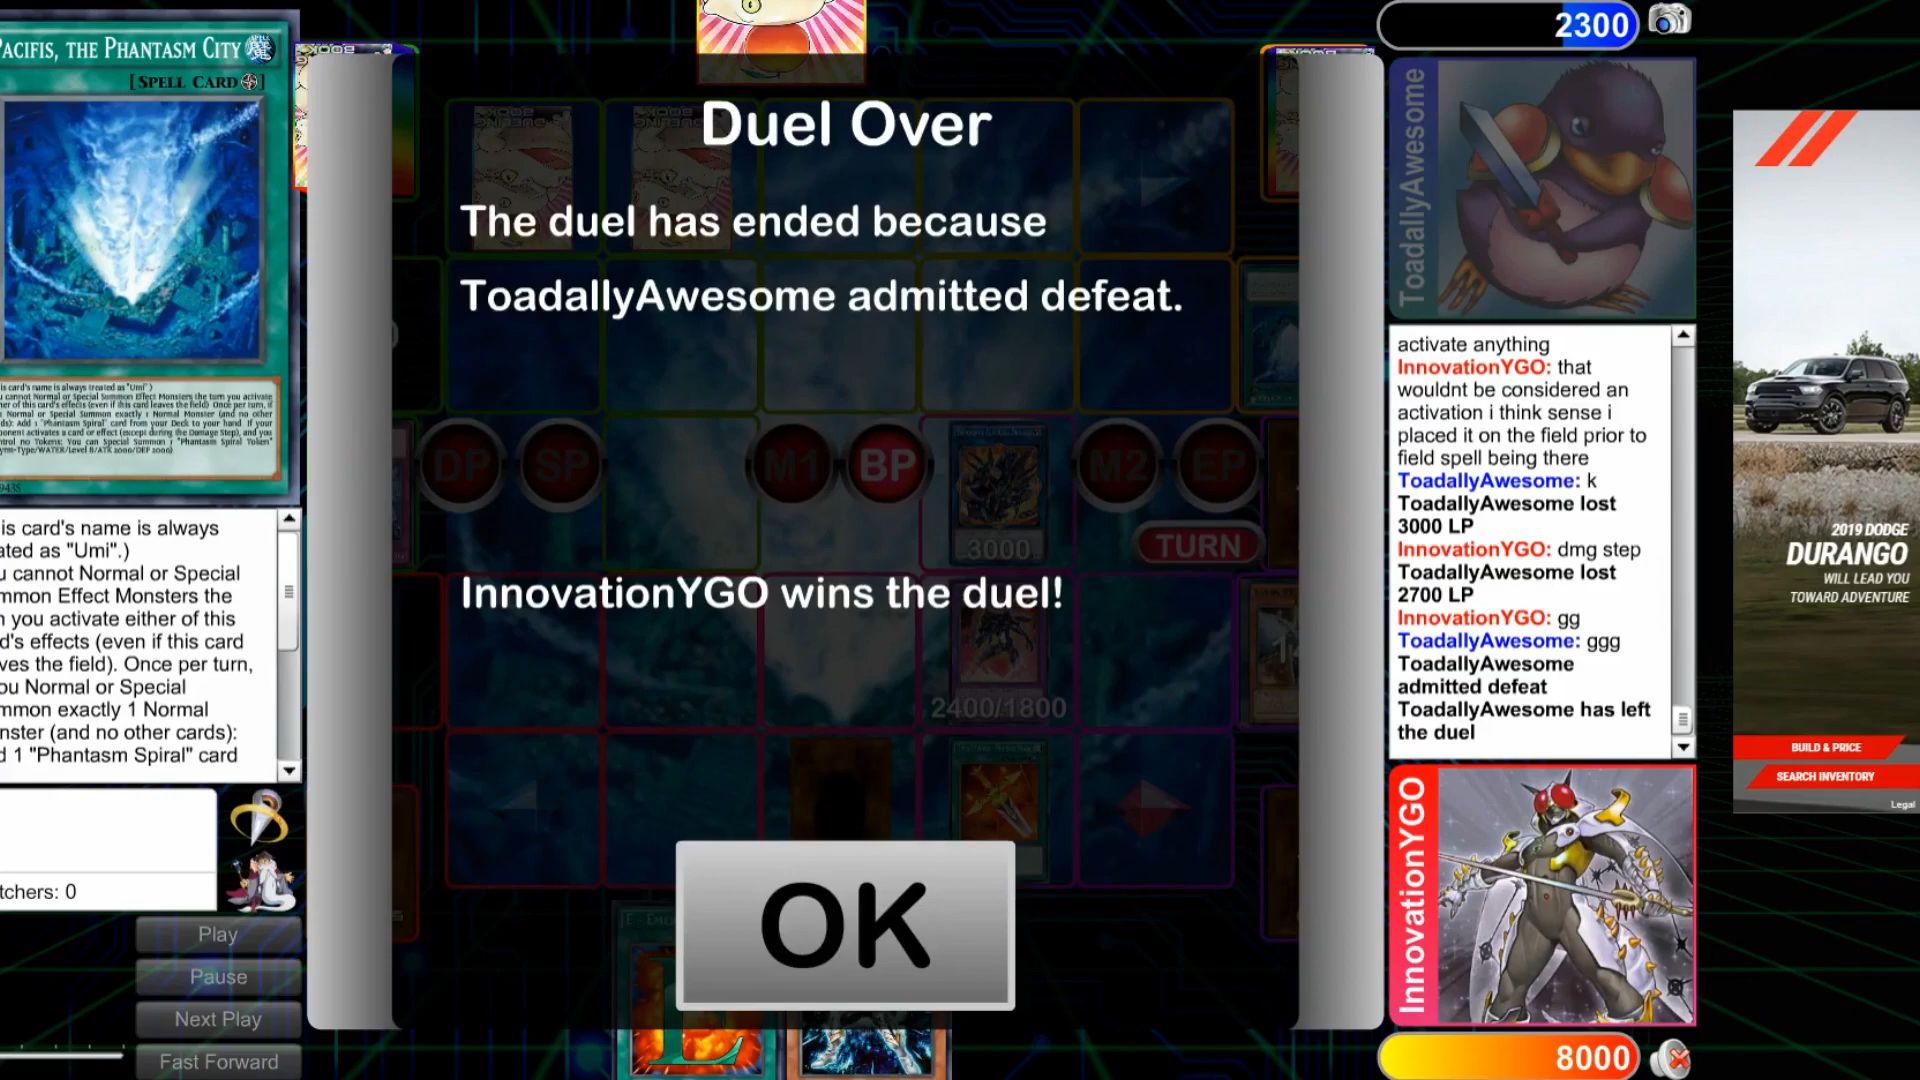 PACIFIS, THE PHANTASM CITY
[SPELL CARD]
is card's name is always
ated as "Umi".)
u cannot Normal or Special
mmon Effect Monsters the
n you activate either of this
d's effects (even if this card
ves the field). Once per turn,
ou Normal or Special
mmon exactly 1 Normal
nster (and no other cards):
d 1 "Phantasm Spiral" card
tchers: 0
Play
Pause
Next Play
Fast Forward
Duel Over
The duel has ended because
ToadallyAwesome admitted defeat.
DP
SP
M1
BP
M2
EP
3000
TURN
InnovationYGO wins the duel!
2400/1800
OK
2300
ToadallyAwesome
activate anything
InnovationYGO: that
wouldnt be considered an
activation i think sense i
placed it on the field prior to
field spell being there
ToadallyAwesome: k
ToadallyAwesome lost
3000 LP
InnovationYGO: dmg step
ToadallyAwesome lost
2700 LP
InnovationYGO: gg
ToadallyAwesome: ggg
ToadallyAwesome
admitted defeat
ToadallyAwesome has left
the duel
InnovationYGO
8000
2019 DODGE
DURANGO
WILL LEAD YOU
TOWARD ADVENTURE
BUILD & PRICE
SEARCH INVENTORY
Legal